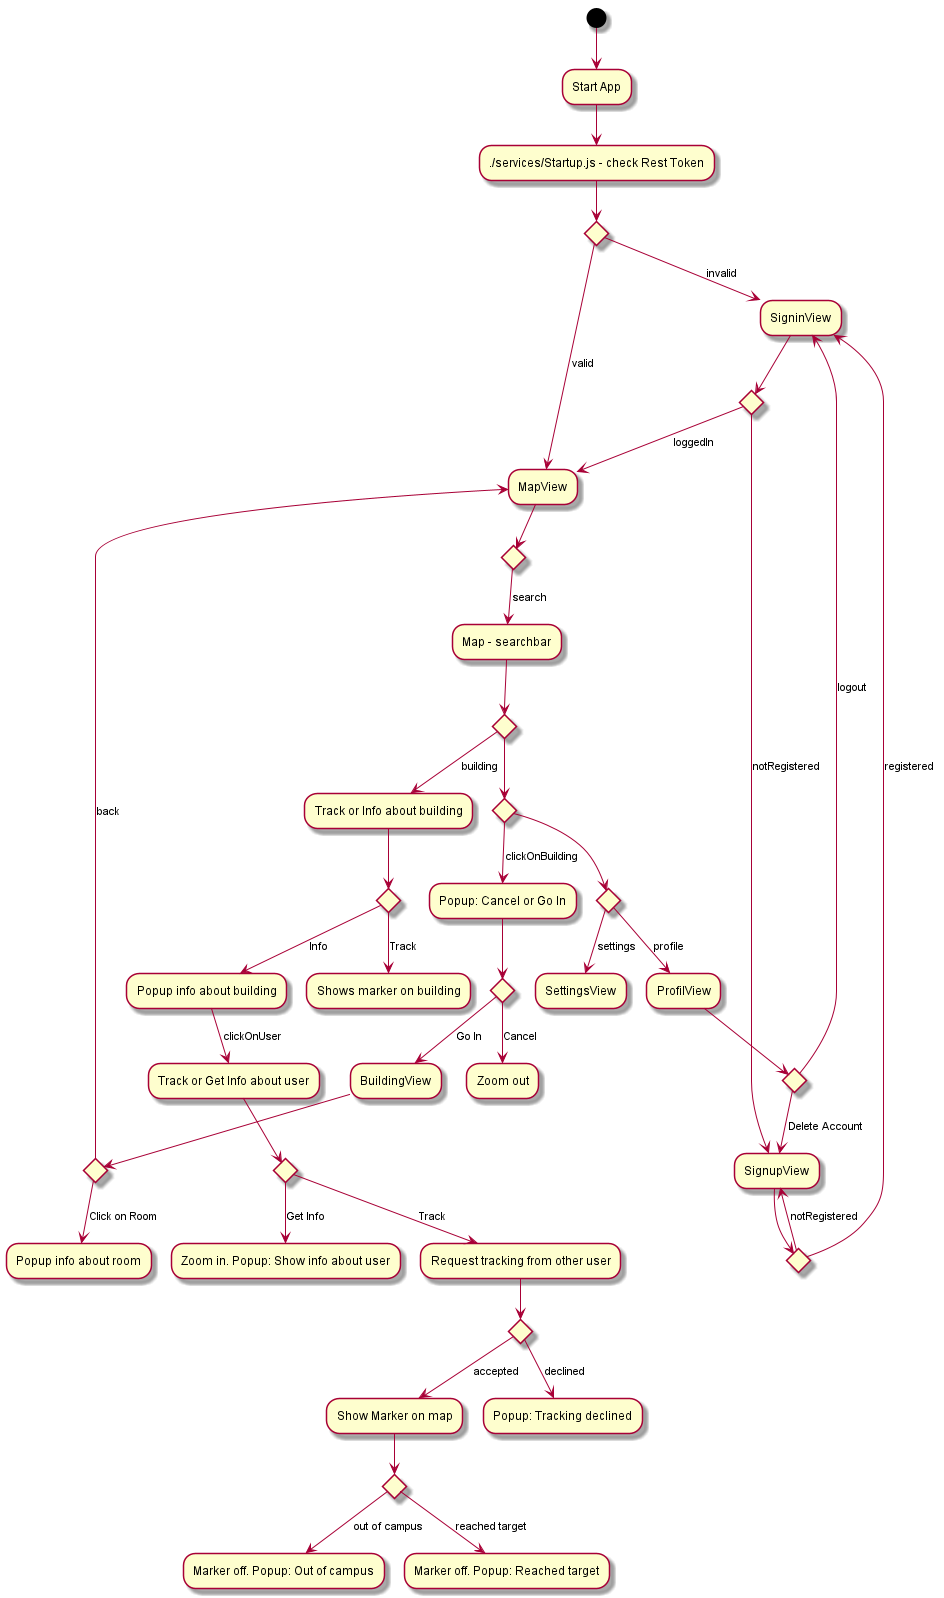 Start App
./services/Startup.js - check Rest Token
invalid
SigninView
valid
loggedIn
MapView
search
Map - searchbar
logout
building
notRegistered
registered
Track or Info about building
back
clickOnBuilding
Popup: Cancel or Go In
Info
Track
settings
profile
Popup info about building
Shows marker on building
SettingsView
ProfilView
clickOnUser
Go In
Cancel
Track or Get Info about user
BuildingView
Zoom out
Delete Account
SignupView
Click on Room
Get Info
Track
notRegistered
Popup info about room
Zoom in. Popup: Show info about user
Request tracking from other user
accepted
declined
Show Marker on map
Popup: Tracking declined
out of campus
reached target
Marker off. Popup: Out of campus
Marker off. Popup: Reached target